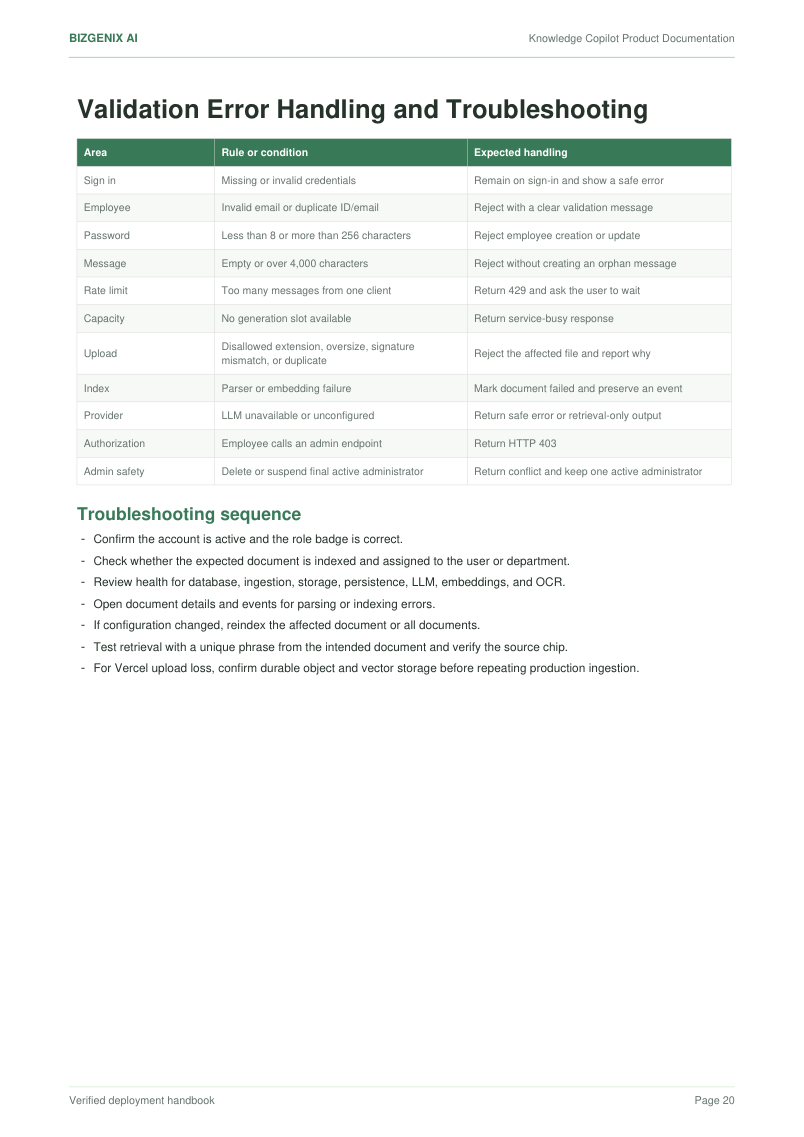 BIZGENIX AI
Knowledge Copilot Product Documentation
Validation Error Handling and Troubleshooting
Area Rule or condition Expected handling
Sign in Missing or invalid credentials Remain on sign-in and show a safe error
Employee Invalid email or duplicate ID/email Reject with a clear validation message
Password Less than 8 or more than 256 characters Reject employee creation or update
Message Empty or over 4,000 characters Reject without creating an orphan message
Rate limit Too many messages from one client Return 429 and ask the user to wait
Capacity No generation slot available Return service-busy response
Upload Disallowed extension, oversize, signature
mismatch, or duplicate Reject the affected file and report why
Index Parser or embedding failure Mark document failed and preserve an event
Provider LLM unavailable or unconfigured Return safe error or retrieval-only output
Authorization Employee calls an admin endpoint Return HTTP 403
Admin safety Delete or suspend final active administrator Return conflict and keep one active administrator
Troubleshooting sequence
- Confirm the account is active and the role badge is correct.
- Check whether the expected document is indexed and assigned to the user or department.
- Review health for database, ingestion, storage, persistence, LLM, embeddings, and OCR.
- Open document details and events for parsing or indexing errors.
- If configuration changed, reindex the affected document or all documents.
- Test retrieval with a unique phrase from the intended document and verify the source chip.
- For Vercel upload loss, confirm durable object and vector storage before repeating production ingestion.
Verified deployment handbook
Page 20